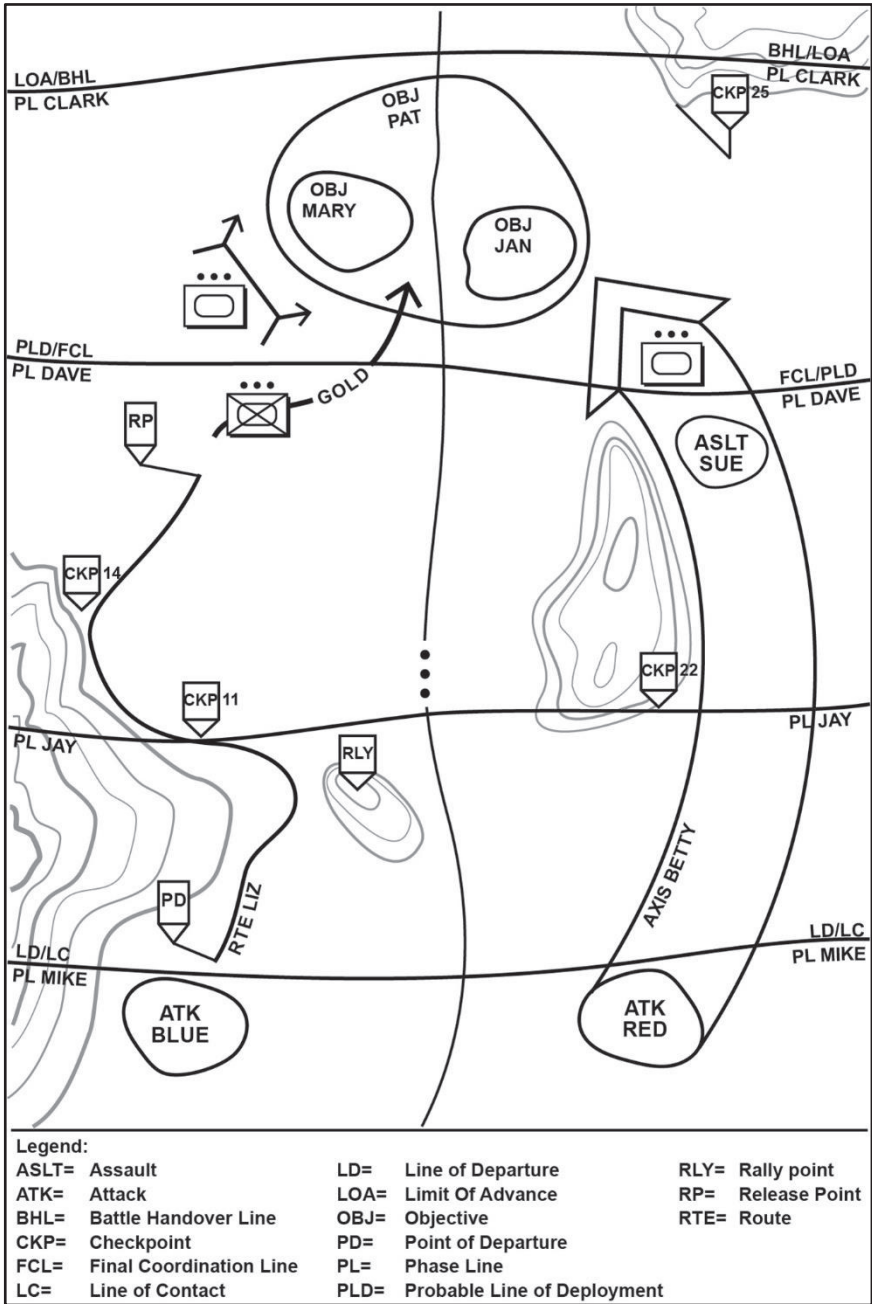 BHL/LOA
PL CLARK
LOA/BHL
PL CLARK
CKP 25
OBJ
PAT
OBJ
MARY
OBJ
JAN
PLD/FCL
PL DAVE
FCL/PLD
PL DAVE
GOLD
RP
ASLT
SUE
CKP 14
CKP 22
CKP 11
PL JAY
PL JAY
RLY
AXIS BETTY
PD
RTE LIZ
LD/LC
PL MIKE
LD/LC
PL MIKE
ATK
BLUE
ATK
RED
Legend:
ASLT= Assault
ATK= Attack
BHL= Battle Handover Line
CKP= Checkpoint
FCL= Final Coordination Line
LC= Line of Contact
LD= Line of Departure
LOA= Limit Of Advance
OBJ= Objective
PD= Point of Departure
PL= Phase Line
PLD= Probable Line of Deployment
RLY= Rally point
RP= Release Point
RTE= Route